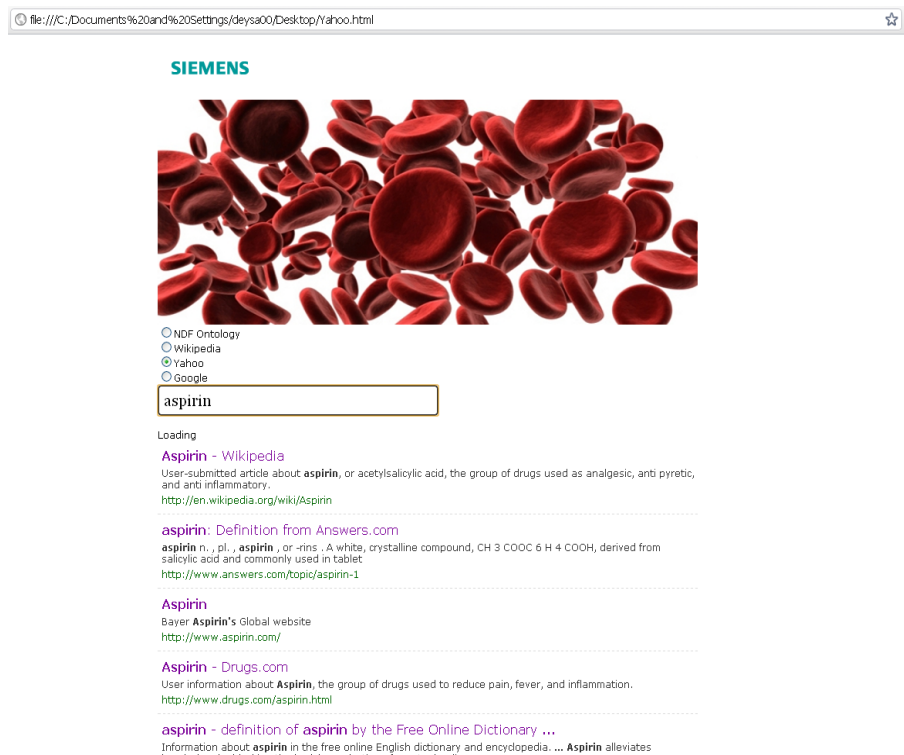 file:///C:/Documents%20and%20Settings/deysa00/Desktop/Yahoo.html
SIEMENS
NDF Ontology
Wikipedia
Yahoo
Google
aspirin
Loading
Aspirin - Wikipedia
User-submitted article about aspirin, or acetylsalicylic acid, the group of drugs used as analgesic, anti pyretic,
and anti inflammatory.
http://en.wikipedia.org/wiki/Aspirin
aspirin: Definition from Answers.com
aspirin n. , pl. , aspirin , or -rins . A white, crystalline compound, CH 3 COOC 6 H 4 COOH, derived from
salicylic acid and commonly used in tablet
http://www.answers.com/topic/aspirin-1
Aspirin
Bayer Aspirin's Global website
http://www.aspirin.com/
Aspirin - Drugs.com
User information about Aspirin, the group of drugs used to reduce pain, fever, and inflammation.
http://www.drugs.com/aspirin.html
aspirin - definition of aspirin by the Free Online Dictionary ...
Information about aspirin in the free online English dictionary and encyclopedia. ... Aspirin alleviates